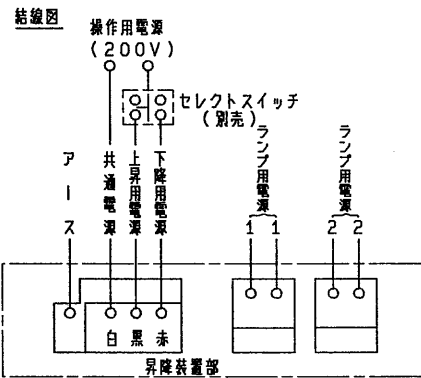 結線図
操作用電源
(200V)
セレクトスイッチ
(別売)
アース
共通電源
上昇用電源
下降用電源
ランプ用電源
1 1
ランプ用電源
2 2
白 黒 赤
昇降装置部